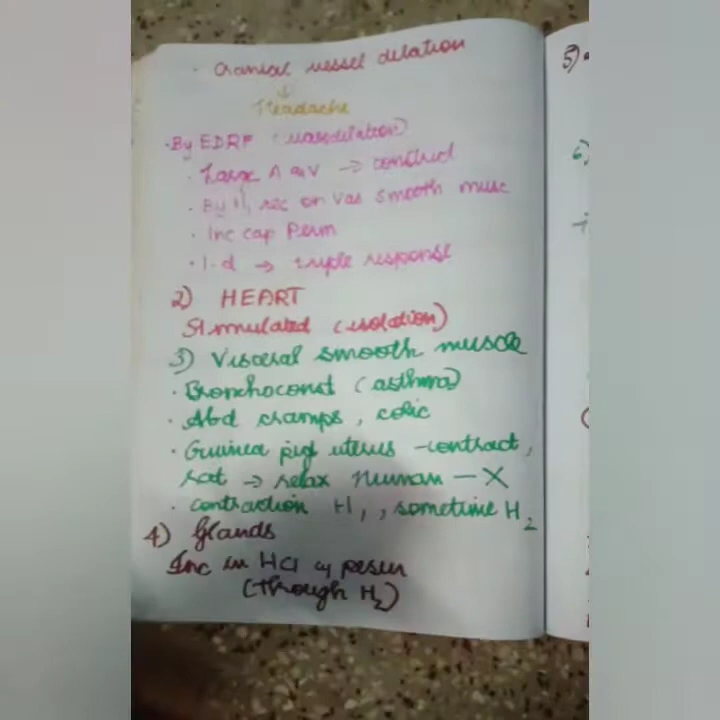 · Cranial vessel dilation
↓
Headache
· By EDRF (vasodilation)
· Large A & V → constrict
· By H1 rec on Vas smooth musc
· Inc cap Perm
· I-d → triple response
2) HEART
Stimulated (isolation)
3) Visceral smooth muscle
· Bronchoconst (asthma)
· Abd cramps, colic
· Guinea pig uterus - contract,
rat → relax Human - X
· contraction H1, sometime H2
4) Glands
Inc in HCl & pesin
(through H2)
5)
6)